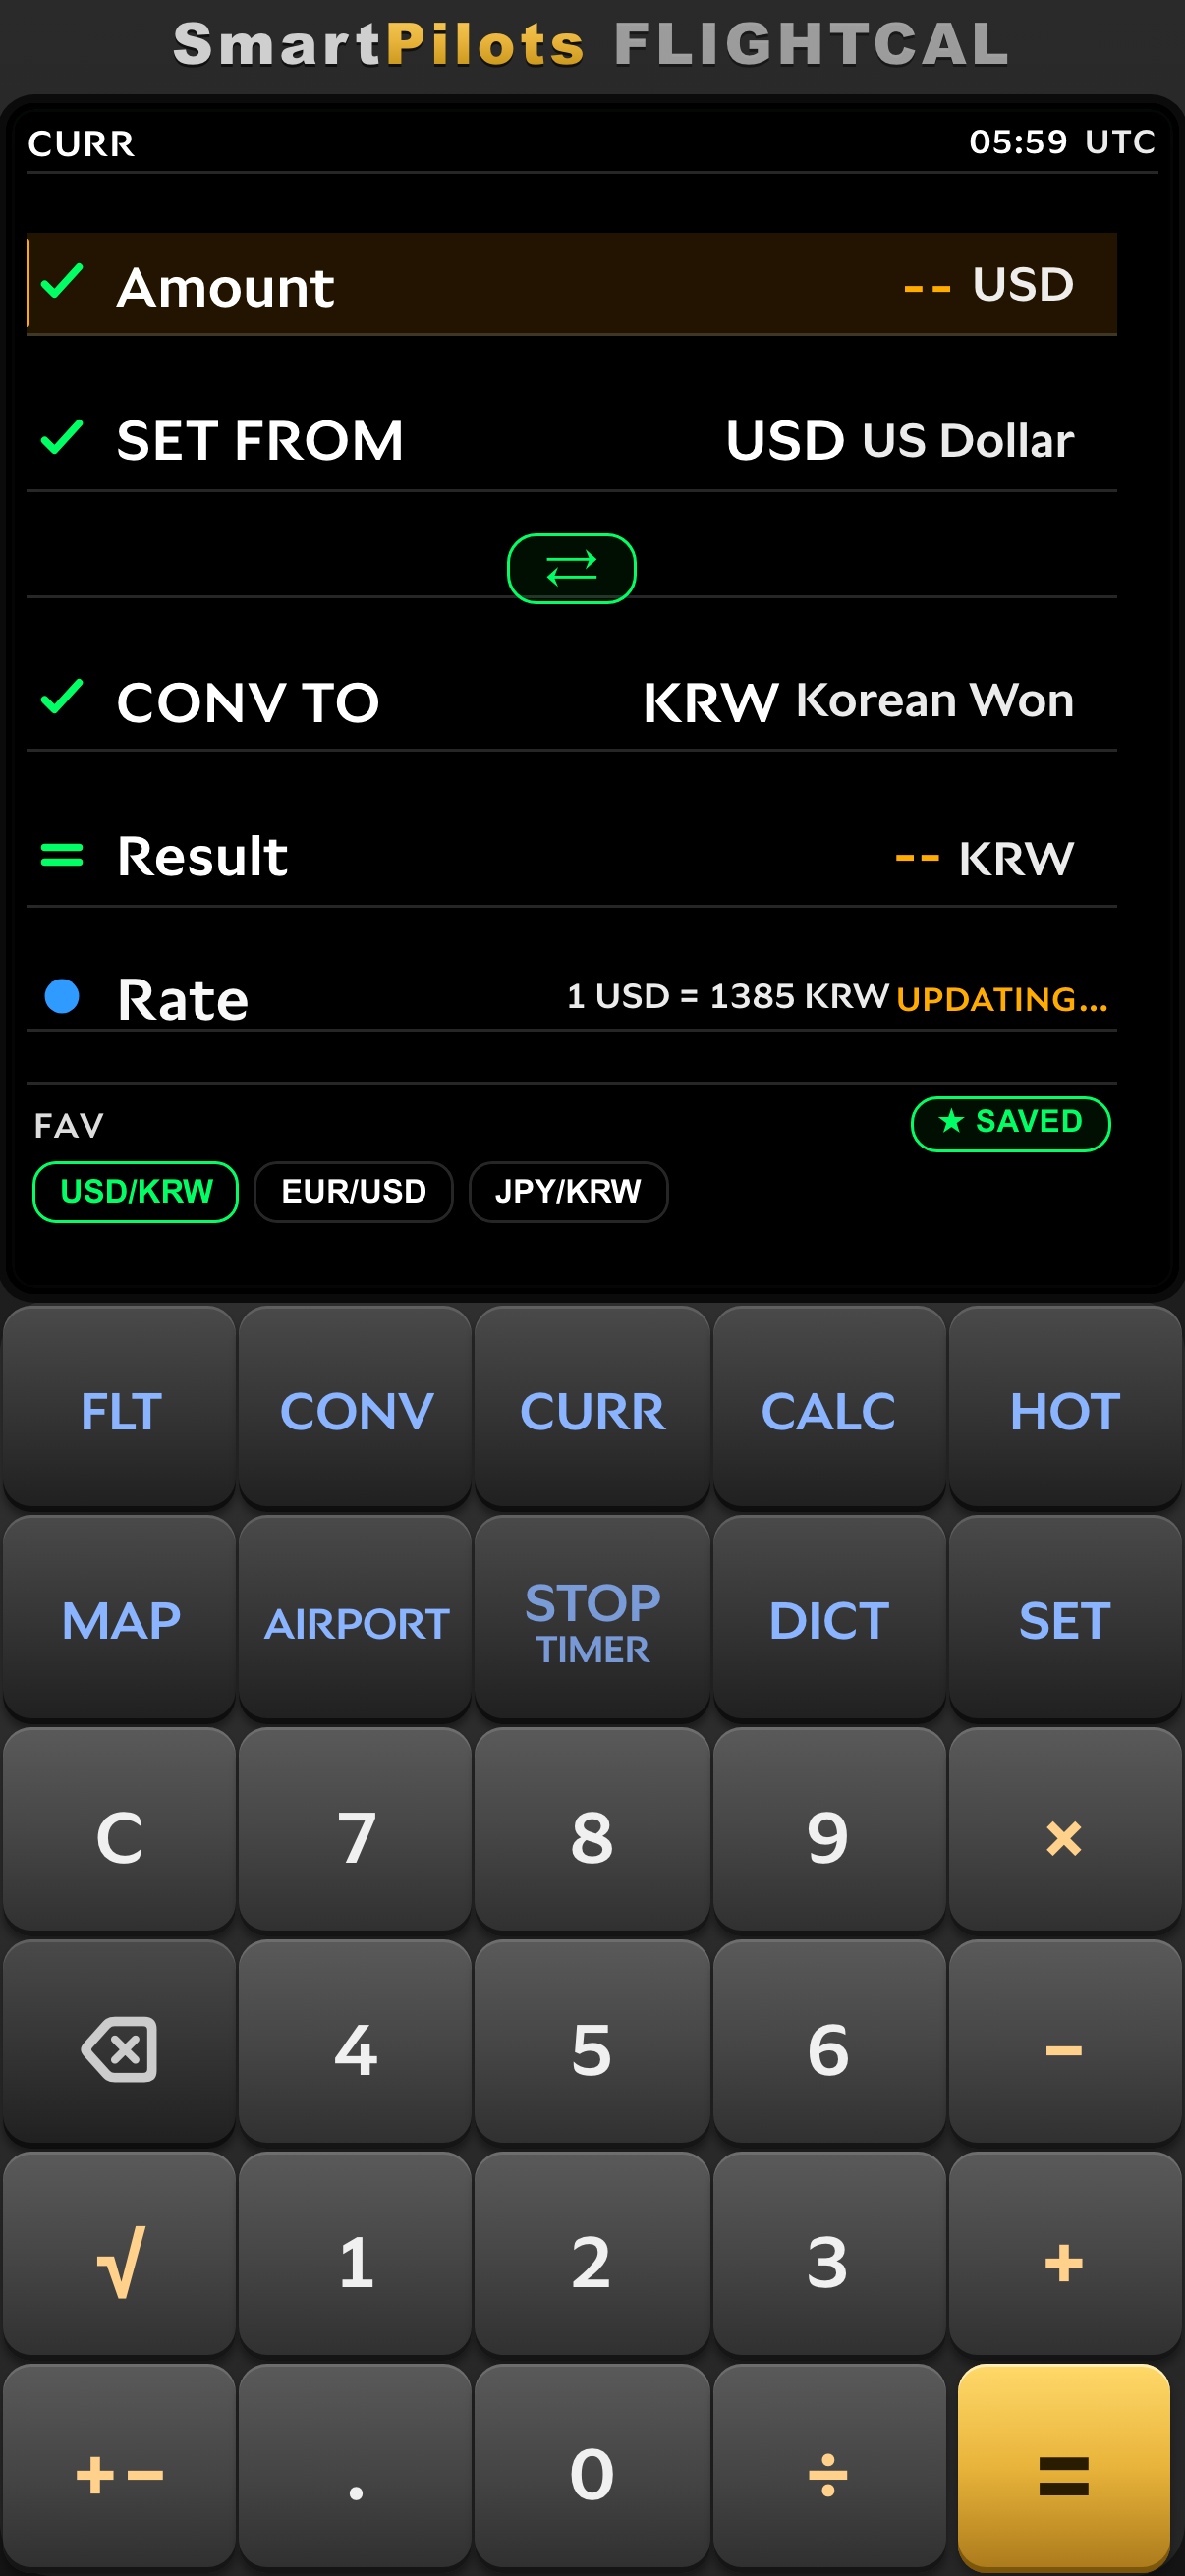 SmartPilots FLIGHTCAL
CURR 05:59 UTC
Amount -- USD
SET FROM USD US Dollar
⇄
CONV TO KRW Korean Won
= Result -- KRW
Rate 1 USD = 1385 KRW UPDATING...
FAV ★ SAVED
USD/KRW EUR/USD JPY/KRW
FLT CONV CURR CALC HOT
MAP AIRPORT STOP TIMER DICT SET
C 7 8 9 ×
4 5 6 −
√ 1 2 3 +
+− . 0 ÷ =